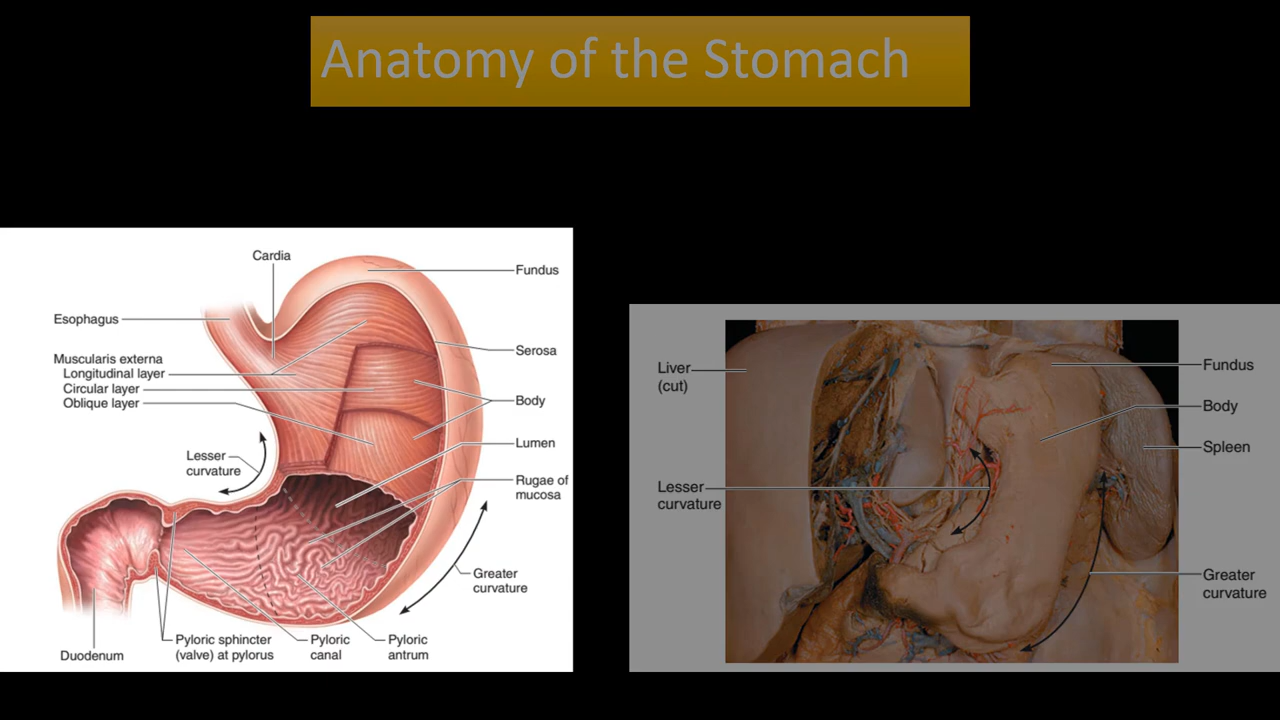 Anatomy of the Stomach
Cardia
Fundus
Esophagus
Serosa
Muscularis externa
Longitudinal layer
Circular layer
Oblique layer
Body
Lumen
Lesser
curvature
Rugae of
mucosa
Greater
curvature
Duodenum
Pyloric sphincter
(valve) at pylorus
Pyloric
canal
Pyloric
antrum
Liver
(cut)
Fundus
Body
Spleen
Lesser
curvature
Greater
curvature